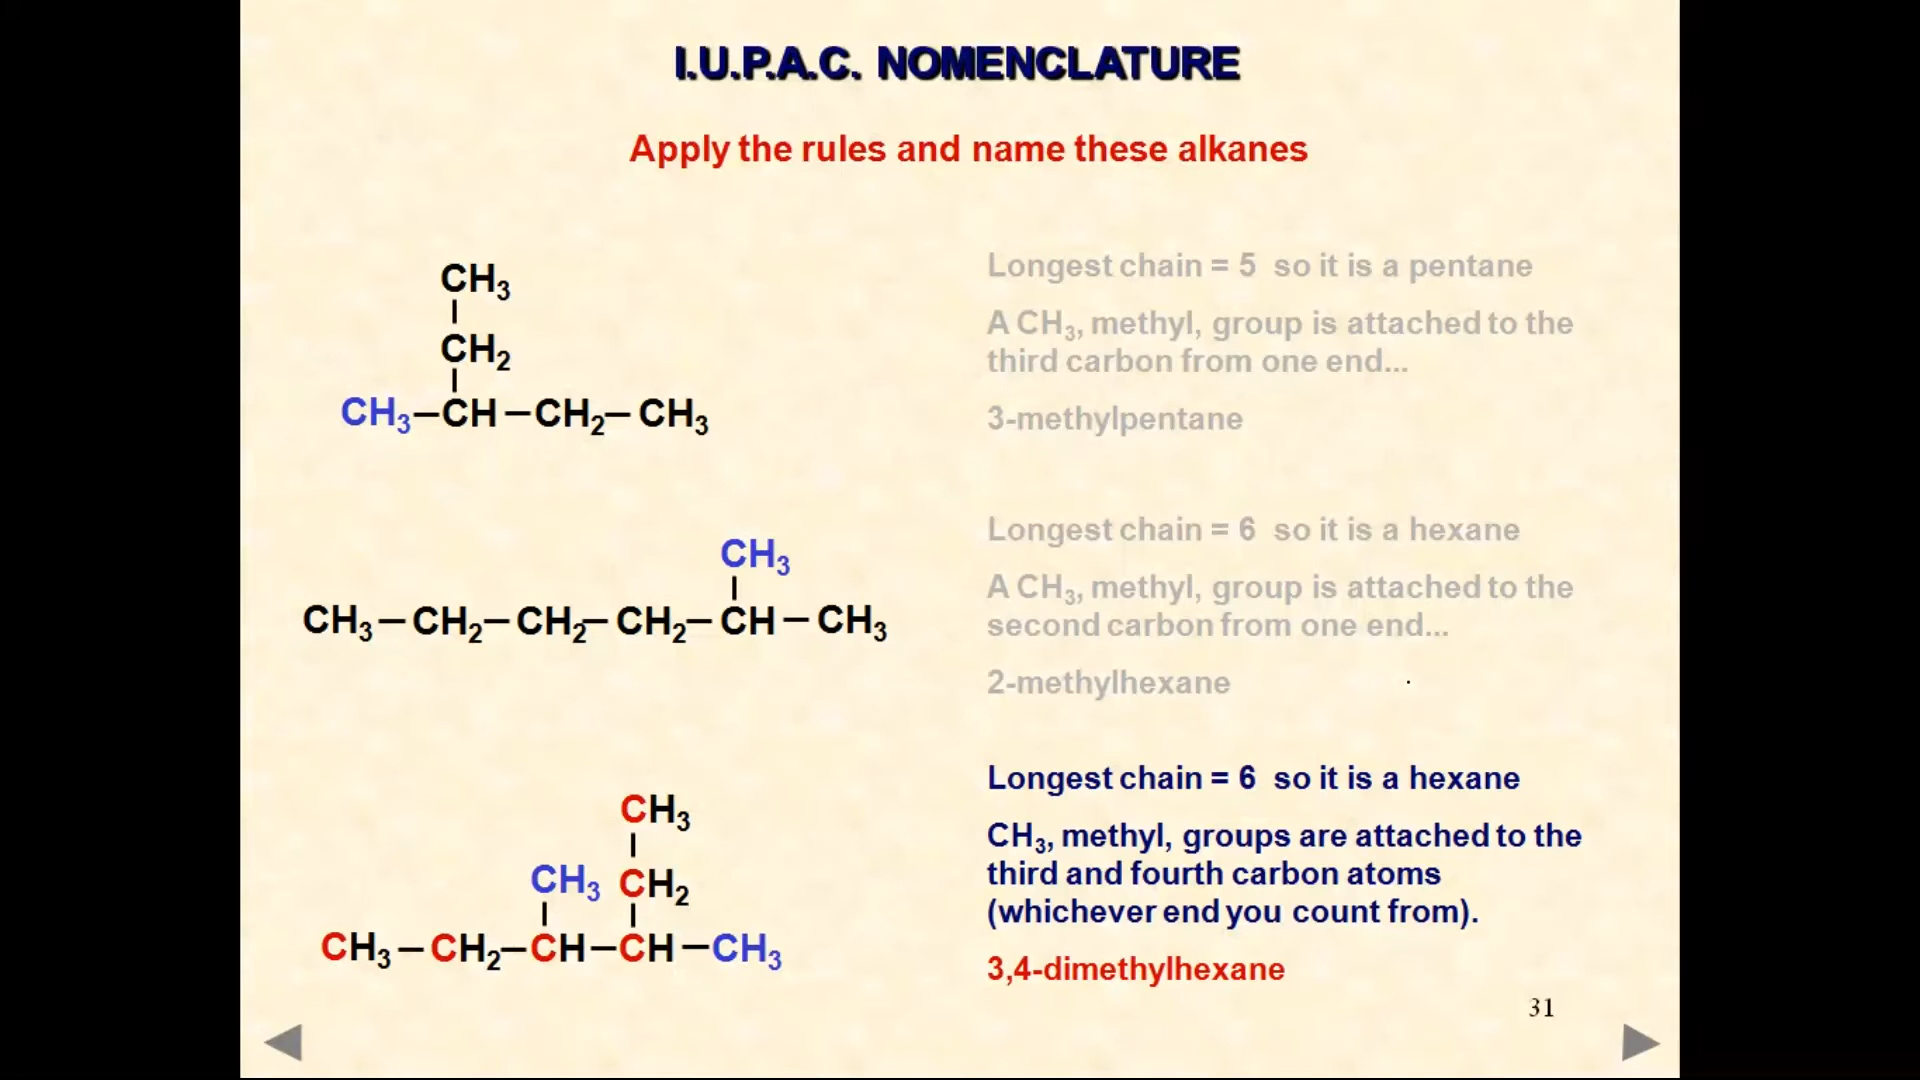 I.U.P.A.C. NOMENCLATURE
Apply the rules and name these alkanes
CH₃
CH₂
CH₃–CH–CH₂–CH₃
Longest chain = 5 so it is a pentane
A CH₃, methyl, group is attached to the
third carbon from one end...
3-methylpentane
CH₃
CH₃–CH₂–CH₂–CH₂–CH–CH₃
Longest chain = 6 so it is a hexane
A CH₃, methyl, group is attached to the
second carbon from one end...
2-methylhexane
CH₃
CH₃ CH₂
CH₃–CH₂–CH–CH–CH₃
Longest chain = 6 so it is a hexane
CH₃, methyl, groups are attached to the
third and fourth carbon atoms
(whichever end you count from).
3,4-dimethylhexane
31